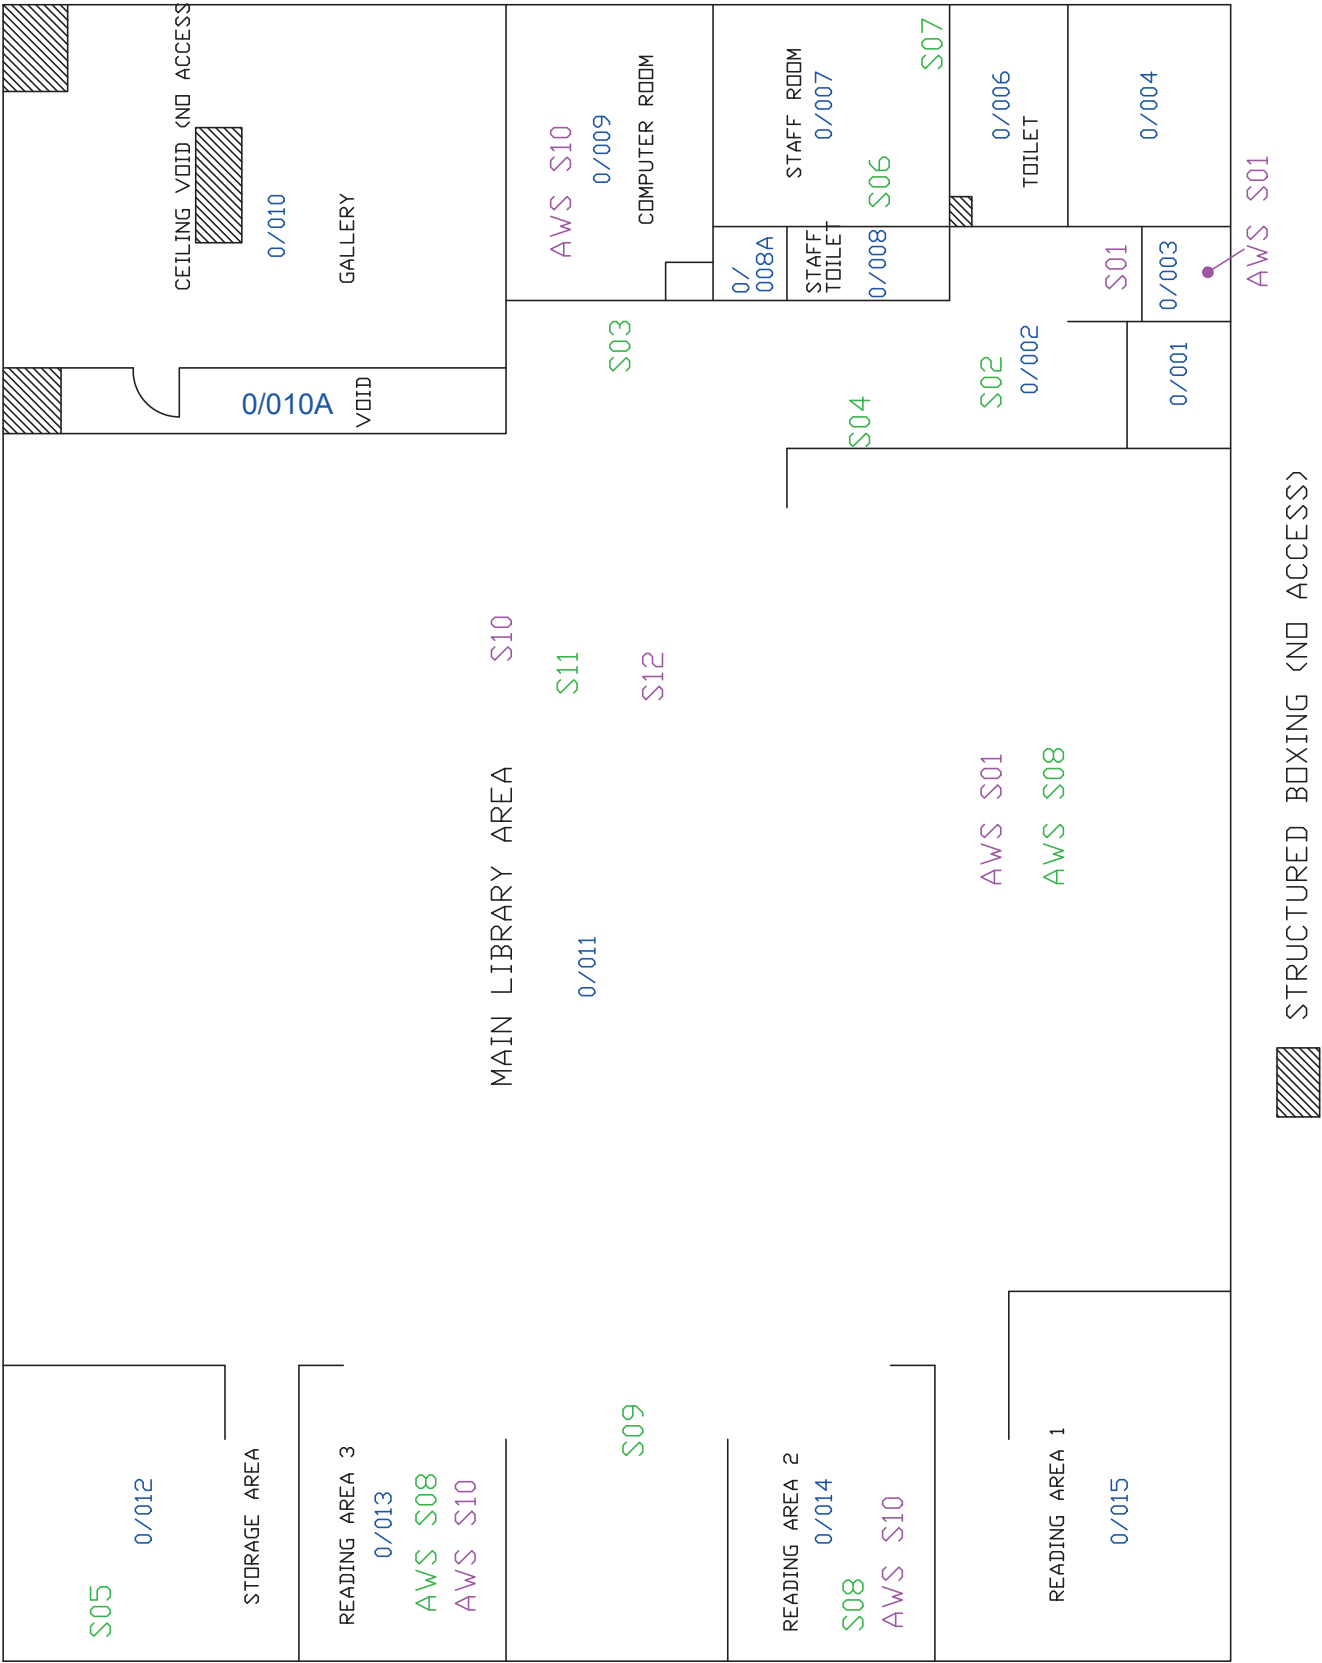 CEILING VOID (NO ACCESS
0/010
GALLERY
0/010A
VOID
AWS S10
0/009
COMPUTER ROOM
STAFF ROOM
0/007
S06
S07
0/006
TOILET
0/004
0/
008A
STAFF
TOILET
0/008
S01
0/003
AWS S01
S03
S04
S02
0/002
0/001
S10
S11
S12
MAIN LIBRARY AREA
0/011
AWS S01
AWS S08
S05
0/012
STORAGE AREA
READING AREA 3
0/013
AWS S08
AWS S10
S09
READING AREA 2
0/014
S08
AWS S10
READING AREA 1
0/015
STRUCTURED BOXING (NO ACCESS)